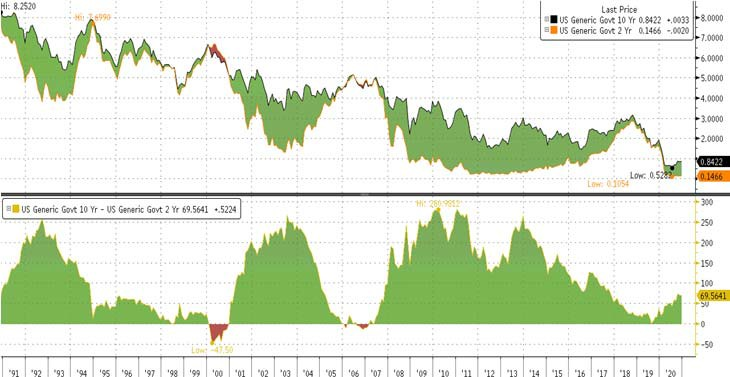 Hi: 8.2520
Hi: 7.6990
Last Price
US Generic Govt 10 Yr 0.8422 +.0033
US Generic Govt 2 Yr 0.1466 -.0020
8.0000
7.0000
6.0000
5.0000
4.0000
3.0000
2.0000
0.8422
0.1466
Low: 0.5282
Low: 0.1054
US Generic Govt 10 Yr - US Generic Govt 2 Yr 69.5641 +.5224
Hi: 280.9812
300
250
200
150
100
69.5641
50
0
-50
Low: -47.50
'91 '92 '93 '94 '95 '96 '97 '98 '99 '00 '01 '02 '03 '04 '05 '06 '07 '08 '09 '10 '11 '12 '13 '14 '15 '16 '17 '18 '19 '20